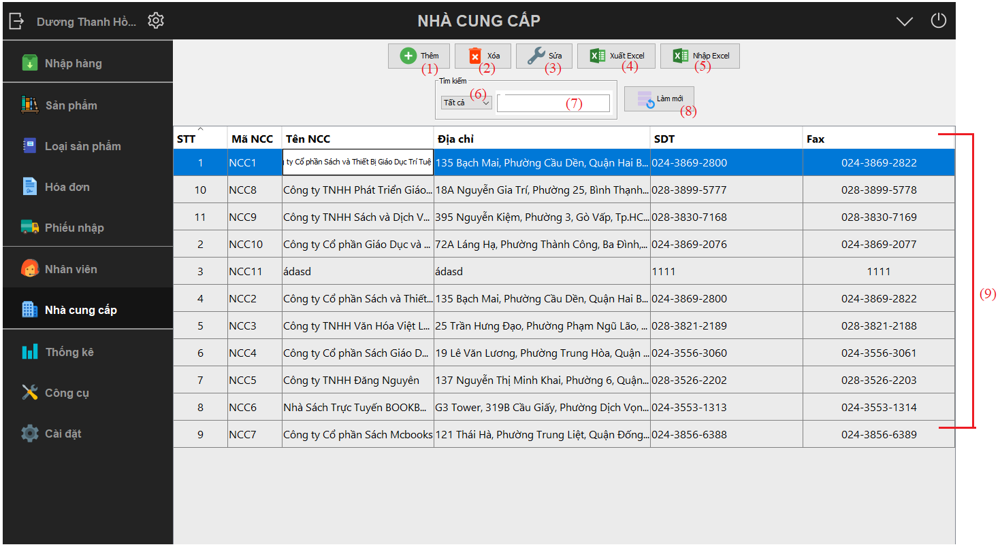 Dương Thanh Hồ...
NHÀ CUNG CẤP
Nhập hàng
Sản phẩm
Loại sản phẩm
Hóa đơn
Phiếu nhập
Nhân viên
Nhà cung cấp
Thống kê
Công cụ
Cài đặt
Thêm
(1)
Xóa
(2)
Sửa
(3)
Xuất Excel
(4)
Nhập Excel
(5)
Tìm kiếm
Tất cả
(6)
(7)
Làm mới
(8)
STT Mã NCC Tên NCC Địa chỉ SDT Fax
1 NCC1 ty Cổ phần Sách và Thiết Bị Giáo Dục Trí Tuệ 135 Bạch Mai, Phường Cầu Dền, Quận Hai B... 024-3869-2800 024-3869-2822
10 NCC8 Công ty TNHH Phát Triển Giáo... 18A Nguyễn Gia Trí, Phường 25, Bình Thạnh... 028-3899-5777 028-3899-5778
11 NCC9 Công ty TNHH Sách và Dịch V... 395 Nguyễn Kiệm, Phường 3, Gò Vấp, Tp.HC... 028-3830-7168 028-3830-7169
2 NCC10 Công ty Cổ phần Giáo Dục và ... 72A Láng Hạ, Phường Thành Công, Ba Đình,... 024-3869-2076 024-3869-2077
3 NCC11 ádasd ádasd 1111 1111
4 NCC2 Công ty Cổ phần Sách và Thiết... 135 Bạch Mai, Phường Cầu Dền, Quận Hai B... 024-3869-2800 024-3869-2822
5 NCC3 Công ty TNHH Văn Hóa Việt L... 25 Trần Hưng Đạo, Phường Phạm Ngũ Lão, ... 028-3821-2189 028-3821-2188
6 NCC4 Công ty Cổ phần Sách Giáo D... 19 Lê Văn Lương, Phường Trung Hòa, Quận ... 024-3556-3060 024-3556-3061
7 NCC5 Công ty TNHH Đăng Nguyên 137 Nguyễn Thị Minh Khai, Phường 6, Quận... 028-3526-2202 028-3526-2203
8 NCC6 Nhà Sách Trực Tuyến BOOKB... G3 Tower, 319B Cầu Giấy, Phường Dịch Vọn... 024-3553-1313 024-3553-1314
9 NCC7 Công ty Cổ phần Sách Mcbooks 121 Thái Hà, Phường Trung Liệt, Quận Đống... 024-3856-6388 024-3856-6389
(9)